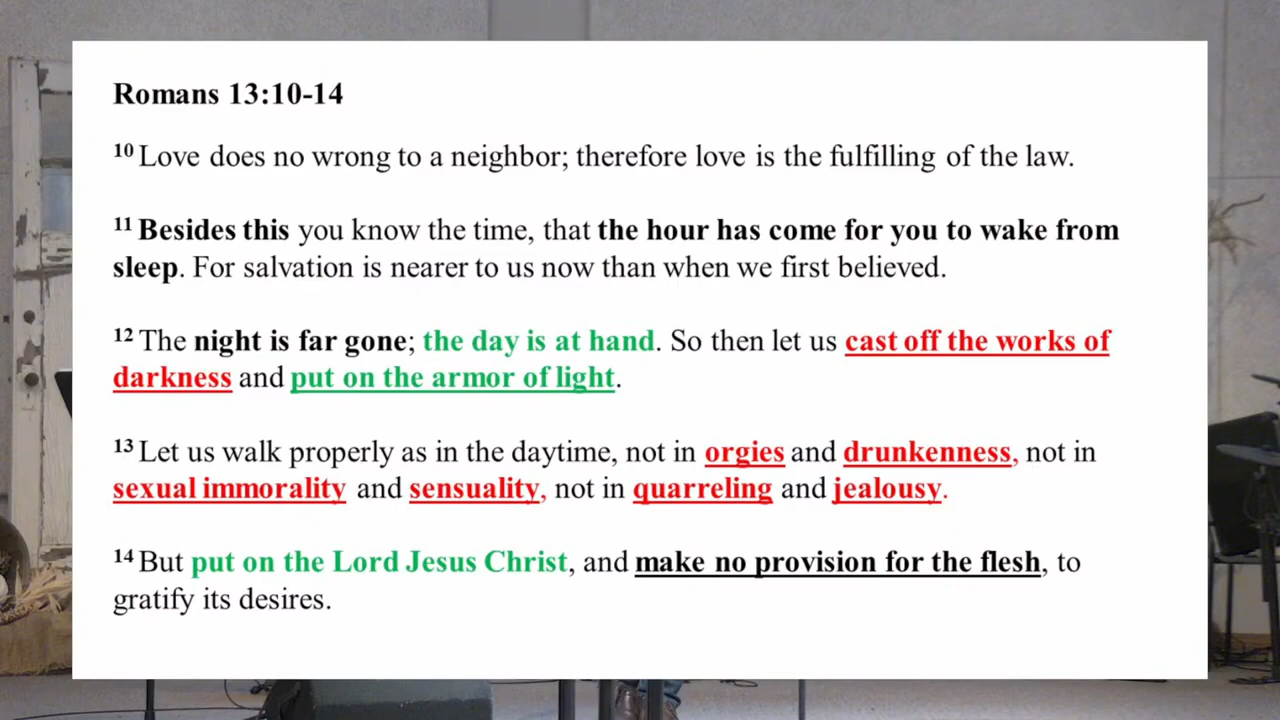 Romans 13:10-14
10 Love does no wrong to a neighbor; therefore love is the fulfilling of the law.
11 Besides this you know the time, that the hour has come for you to wake from
sleep. For salvation is nearer to us now than when we first believed.
12 The night is far gone; the day is at hand. So then let us cast off the works of
darkness and put on the armor of light.
13 Let us walk properly as in the daytime, not in orgies and drunkenness, not in
sexual immorality and sensuality, not in quarreling and jealousy.
14 But put on the Lord Jesus Christ, and make no provision for the flesh, to
gratify its desires.